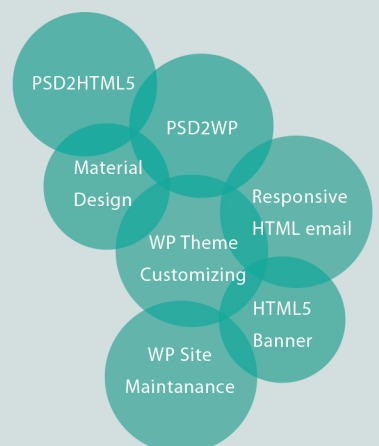 PSD2HTML5
PSD2WP
Material
Design
Responsive
HTML email
WP Theme
Customizing
HTML5
Banner
WP Site
Maintanance